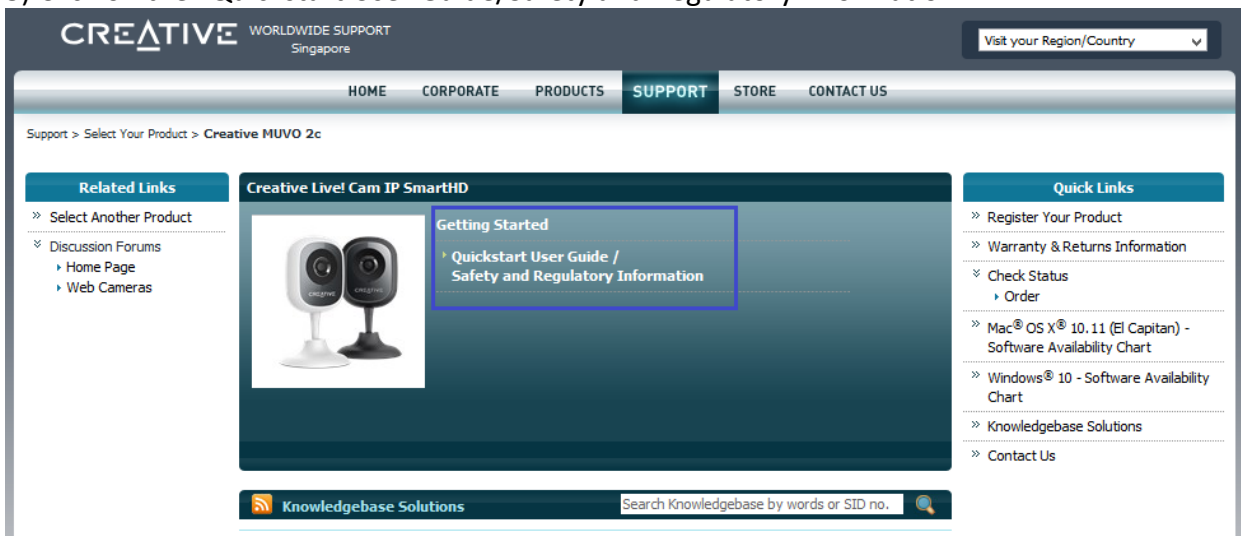 CREATIVE WORLDWIDE SUPPORT
Singapore
Visit your Region/Country
HOME CORPORATE PRODUCTS SUPPORT STORE CONTACT US
Support > Select Your Product > Creative MUVO 2c
Related Links
» Select Another Product
Discussion Forums
Home Page
Web Cameras
Creative Live! Cam IP SmartHD
CREATIVE CREATIVE
Getting Started
Quickstart User Guide /
Safety and Regulatory Information
Quick Links
» Register Your Product
» Warranty & Returns Information
Check Status
Order
» Mac® OS X® 10.11 (El Capitan) -
Software Availability Chart
» Windows® 10 - Software Availability
Chart
» Knowledgebase Solutions
» Contact Us
Knowledgebase Solutions
Search Knowledgebase by words or SID no.